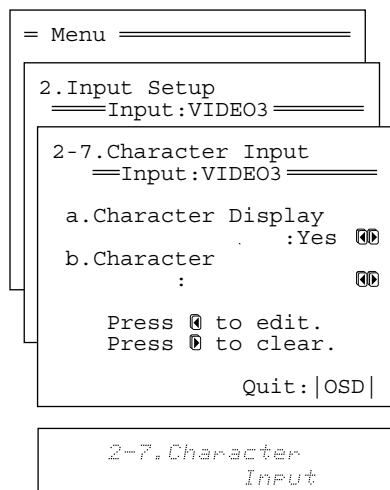 = Menu
2.Input Setup
Input:VIDEO3
2-7.Character Input
Input:VIDEO3
a.Character Display
:Yes
b.Character
:
Press to edit.
Press to clear.
Quit:|OSD|
2-7.Character
Input